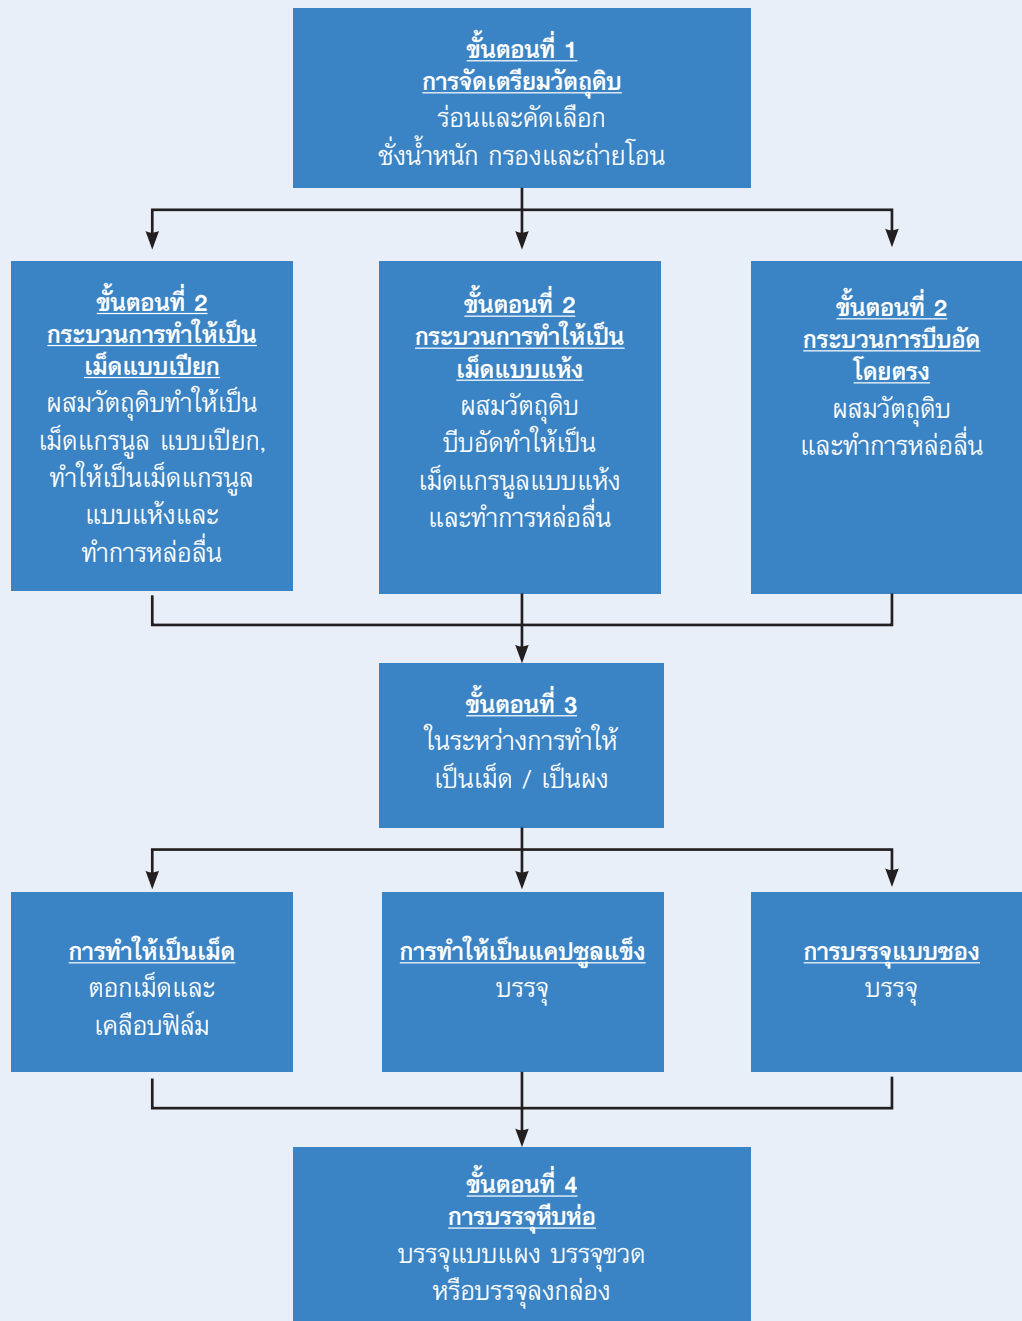 ขั้นตอนที่ 1
การจัดเตรียมวัตถุดิบ
ร่อนและคัดเลือก
ชั่งน้ำหนัก กรองและถ่ายโอน
ขั้นตอนที่ 2
กระบวนการทำให้เป็น
เม็ดแบบเปียก
ผสมวัตถุดิบทำให้เป็น
เม็ดแกรนูล แบบเปียก,
ทำให้เป็นเม็ดแกรนูล
แบบแห้งและ
ทำการหล่อลื่น
ขั้นตอนที่ 2
กระบวนการทำให้เป็น
เม็ดแบบแห้ง
ผสมวัตถุดิบ
บีบอัดทำให้เป็น
เม็ดแกรนูลแบบแห้ง
และทำการหล่อลื่น
ขั้นตอนที่ 2
กระบวนการบีบอัด
โดยตรง
ผสมวัตถุดิบ
และทำการหล่อลื่น
ขั้นตอนที่ 3
ในระหว่างการทำให้
เป็นเม็ด / เป็นผง
การทำให้เป็นเม็ด
ตอกเม็ดและ
เคลือบฟิล์ม
การทำให้เป็นแคปซูลแข็ง
บรรจุ
การบรรจุแบบซอง
บรรจุ
ขั้นตอนที่ 4
การบรรจุหีบห่อ
บรรจุแบบแผง บรรจุขวด
หรือบรรจุลงกล่อง